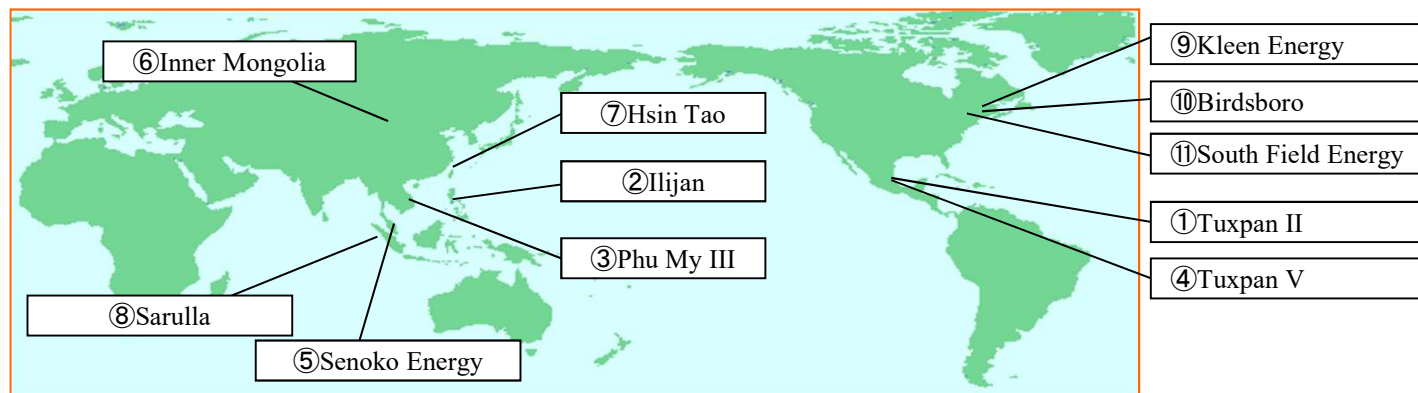 ⑥Inner Mongolia
⑦Hsin Tao
②Ilijan
③Phu My III
⑧Sarulla
⑤Senoko Energy
⑨Kleen Energy
⑩Birdsboro
⑪South Field Energy
①Tuxpan II
④Tuxpan V